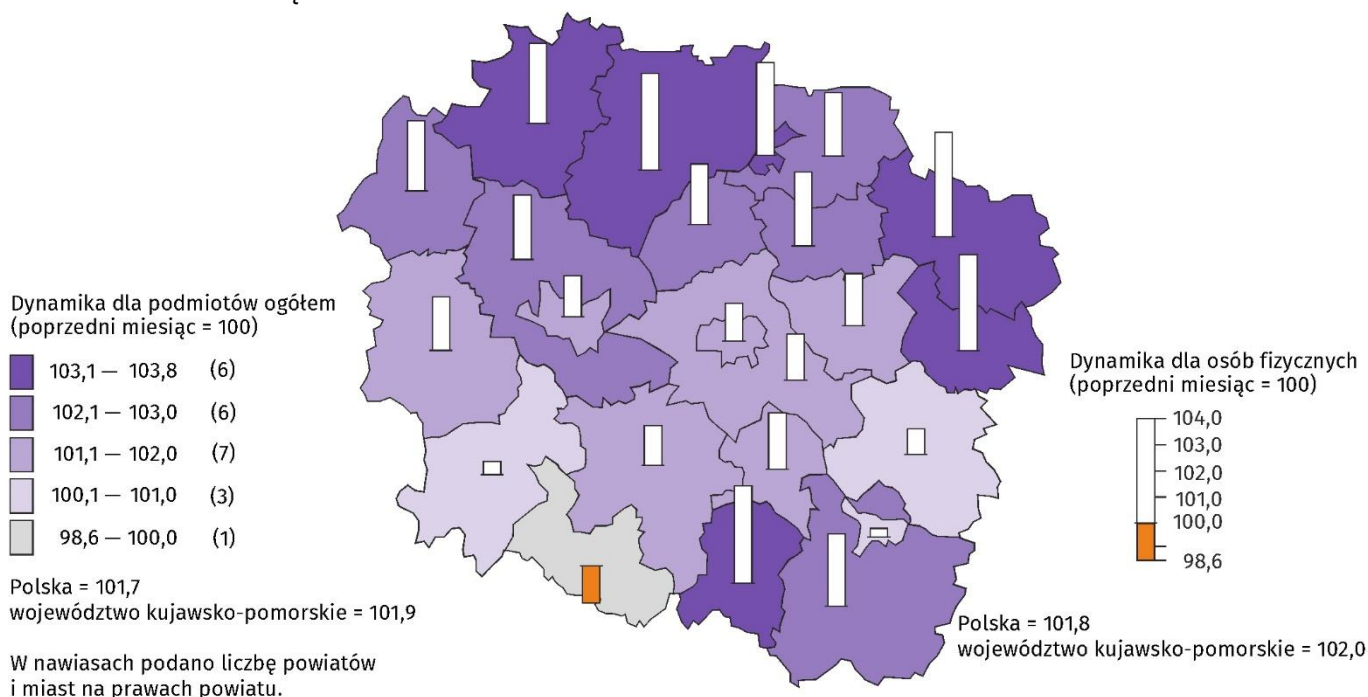 Dynamika dla podmiotów ogółem
(poprzedni miesiąc = 100)
103,1 — 103,8 (6)
102,1 — 103,0 (6)
101,1 — 102,0 (7)
100,1 — 101,0 (3)
98,6 — 100,0 (1)
Polska = 101,7
województwo kujawsko-pomorskie = 101,9
W nawiasach podano liczbę powiatów
i miast na prawach powiatu.
Dynamika dla osób fizycznych
(poprzedni miesiąc = 100)
104,0
103,0
102,0
101,0
100,0
98,6
Polska = 101,8
województwo kujawsko-pomorskie = 102,0